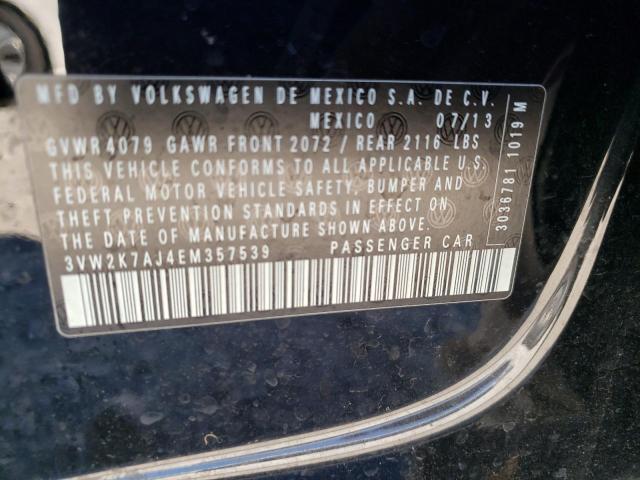 MFD BY VOLKSWAGEN DE MEXICO S.A. DE C.V.
MEXICO 07/13
GVWR 4079 GAWR FRONT 2072 / REAR 2116 LBS
THIS VEHICLE CONFORMS TO ALL APPLICABLE U.S.
FEDERAL MOTOR VEHICLE SAFETY, BUMPER AND
THEFT PREVENTION STANDARDS IN EFFECT ON
THE DATE OF MANUFACTURE SHOWN ABOVE.
3VW2K7AJ4EM357539 PASSENGER CAR
3036781 1019 M